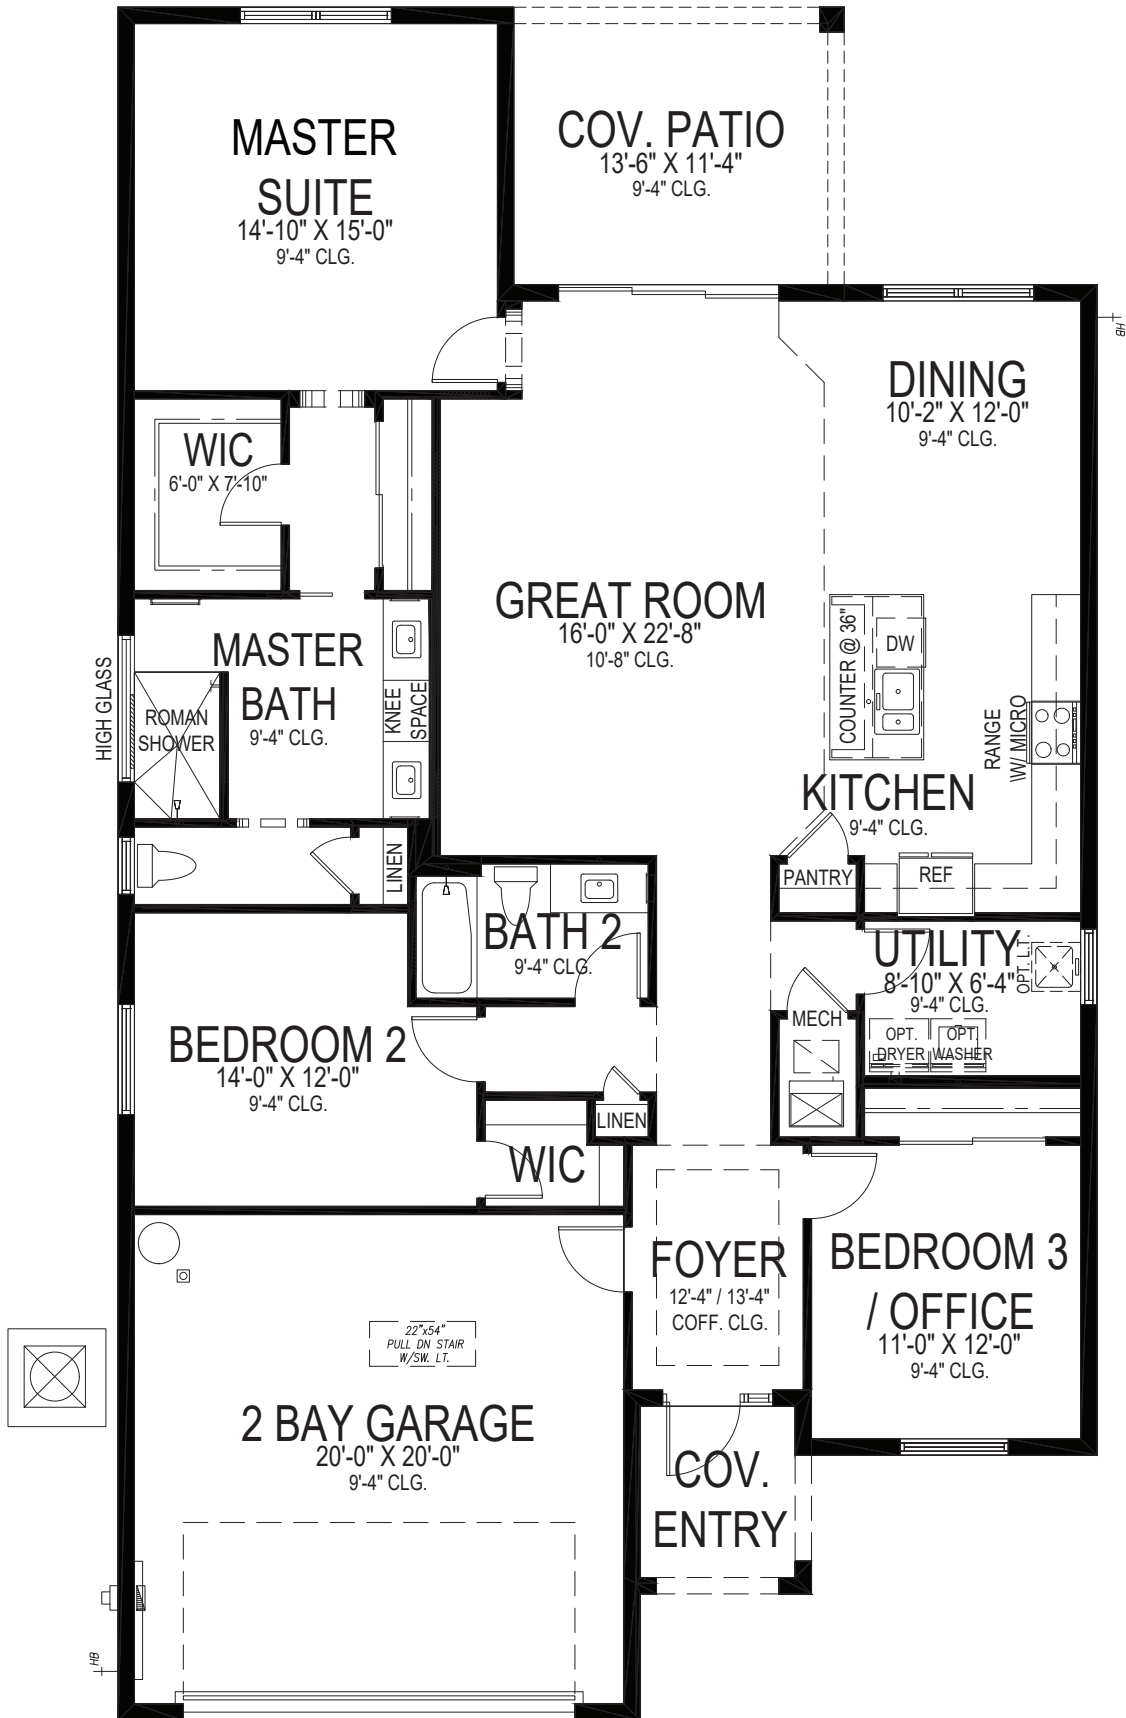 MASTER
SUITE
14'-10" X 15'-0"
9'-4" CLG.
COV. PATIO
13'-6" X 11'-4"
9'-4" CLG.
HB
DINING
10'-2" X 12'-0"
9'-4" CLG.
WIC
6'-0" X 7'-10"
GREAT ROOM
16'-0" X 22'-8"
10'-8" CLG.
COUNTER @ 36"
DW
MASTER
BATH
9'-4" CLG.
HIGH GLASS
ROMAN
SHOWER
KNEE
SPACE
RANGE
W/ MICRO
KITCHEN
9'-4" CLG.
LINEN
PANTRY
REF
BATH 2
9'-4" CLG.
UTILITY
8'-10" X 6'-4"
9'-4" CLG.
OPT. L.T.
MECH
OPT.
DRYER
OPT.
WASHER
BEDROOM 2
14'-0" X 12'-0"
9'-4" CLG.
LINEN
WIC
FOYER
12'-4" / 13'-4"
COFF. CLG.
BEDROOM 3
/ OFFICE
11'-0" X 12'-0"
9'-4" CLG.
22"x54"
PULL DN STAIR
W/SW. LT.
2 BAY GARAGE
20'-0" X 20'-0"
9'-4" CLG.
COV.
ENTRY
HB